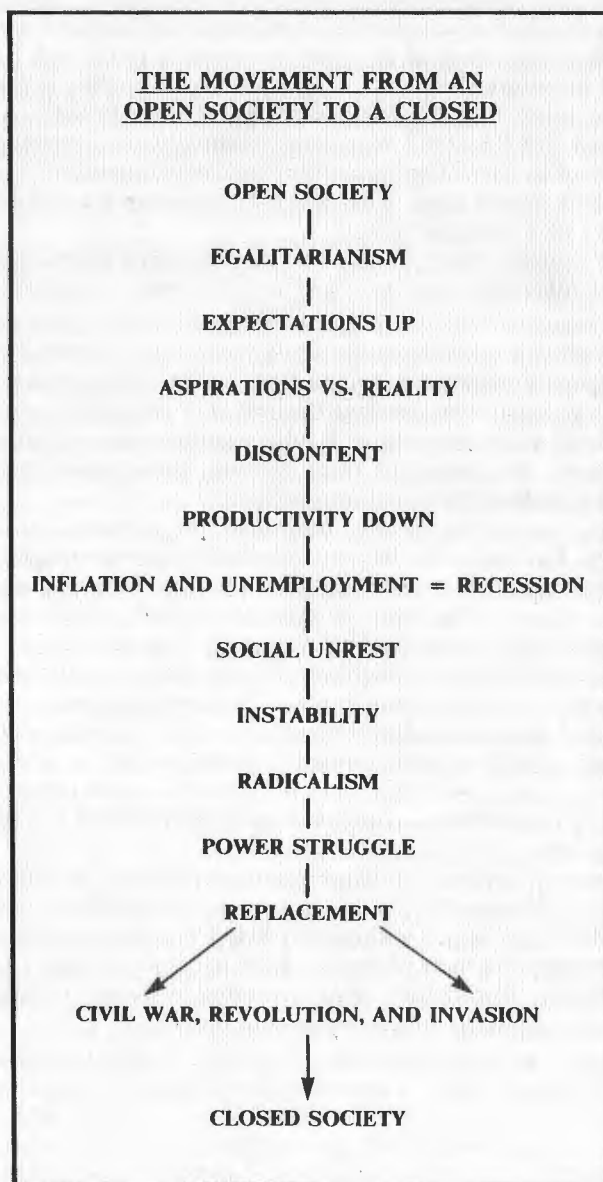 THE MOVEMENT FROM AN
OPEN SOCIETY TO A CLOSED
OPEN SOCIETY
EGALITARIANISM
EXPECTATIONS UP
ASPIRATIONS VS. REALITY
DISCONTENT
PRODUCTIVITY DOWN
INFLATION AND UNEMPLOYMENT = RECESSION
SOCIAL UNREST
INSTABILITY
RADICALISM
POWER STRUGGLE
REPLACEMENT
CIVIL WAR, REVOLUTION, AND INVASION
CLOSED SOCIETY